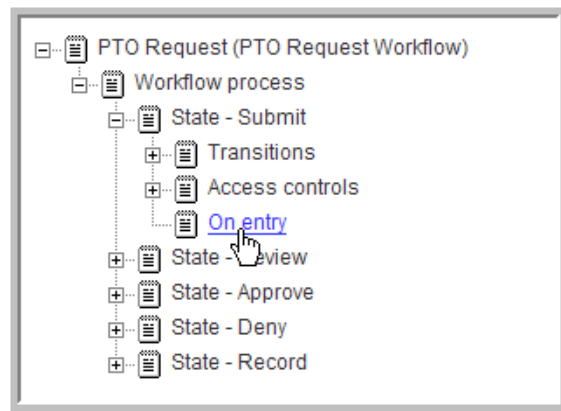 PTO Request (PTO Request Workflow)
Workflow process
State - Submit
Transitions
Access controls
On entry
State - Review
State - Approve
State - Deny
State - Record